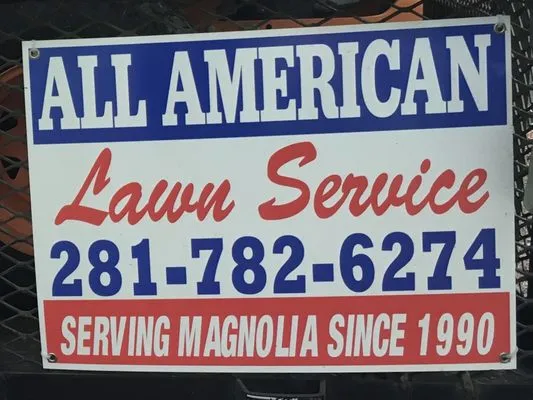 ALL AMERICAN
Lawn Service
281-782-6274
SERVING MAGNOLIA SINCE 1990